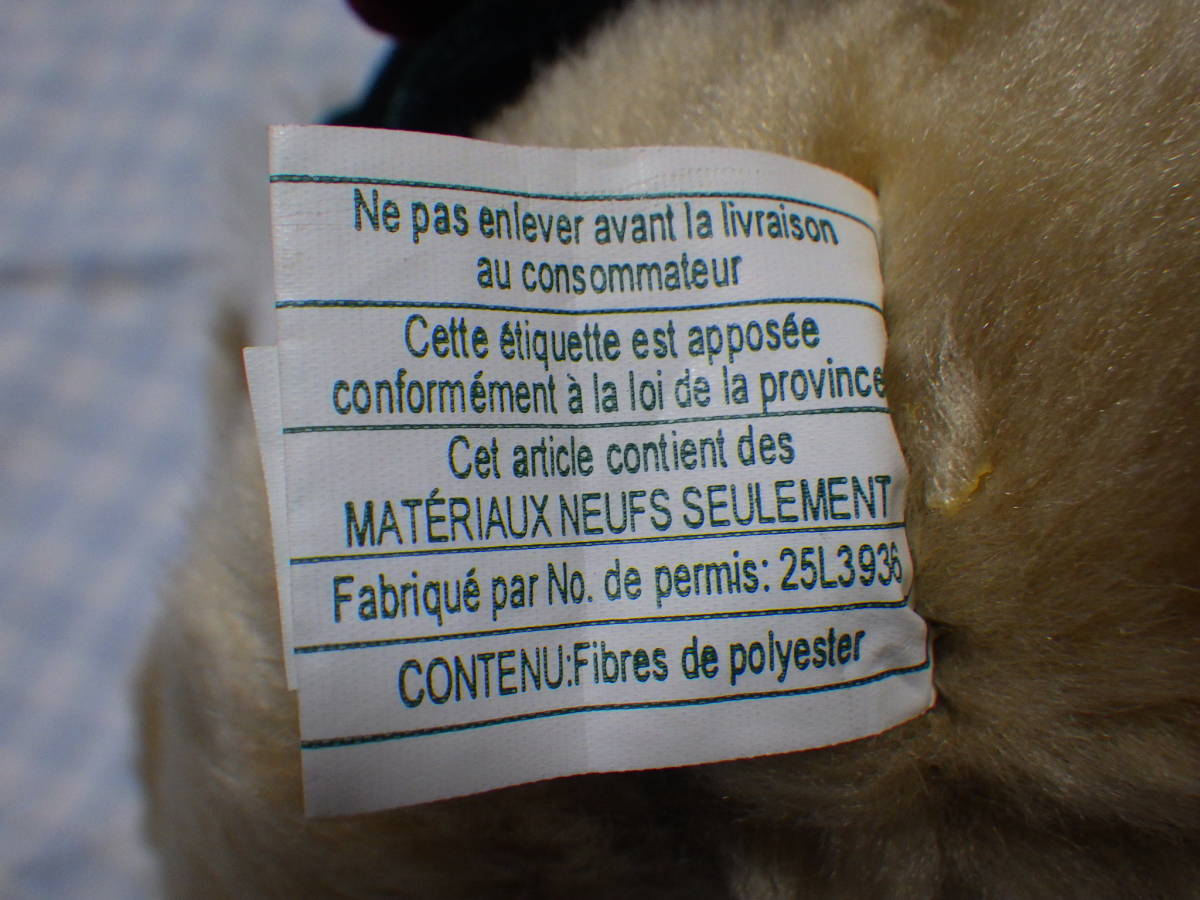 Ne pas enlever avant la livraison
au consommateur
Cette étiquette est apposée
conformément à la loi de la province
Cet article contient des
MATÉRIAUX NEUFS SEULEMENT
Fabriqué par No. de permis: 25L3936
CONTENU:Fibres de polyester